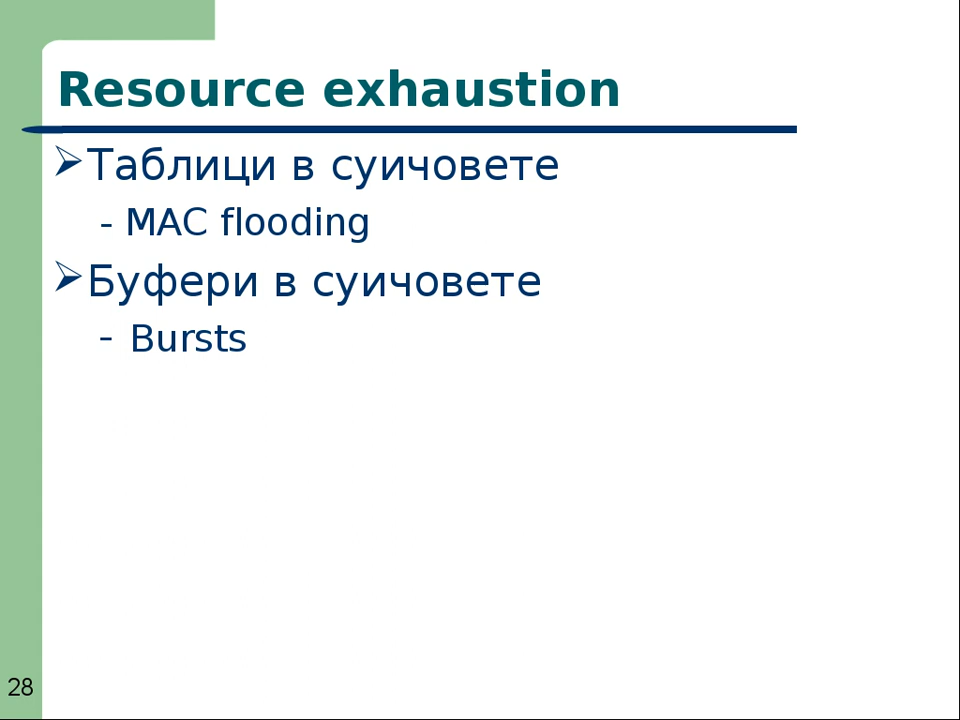 Resource exhaustion
➢Таблици в суичовете
- MAC flooding
➢Буфери в суичовете
- Bursts
28